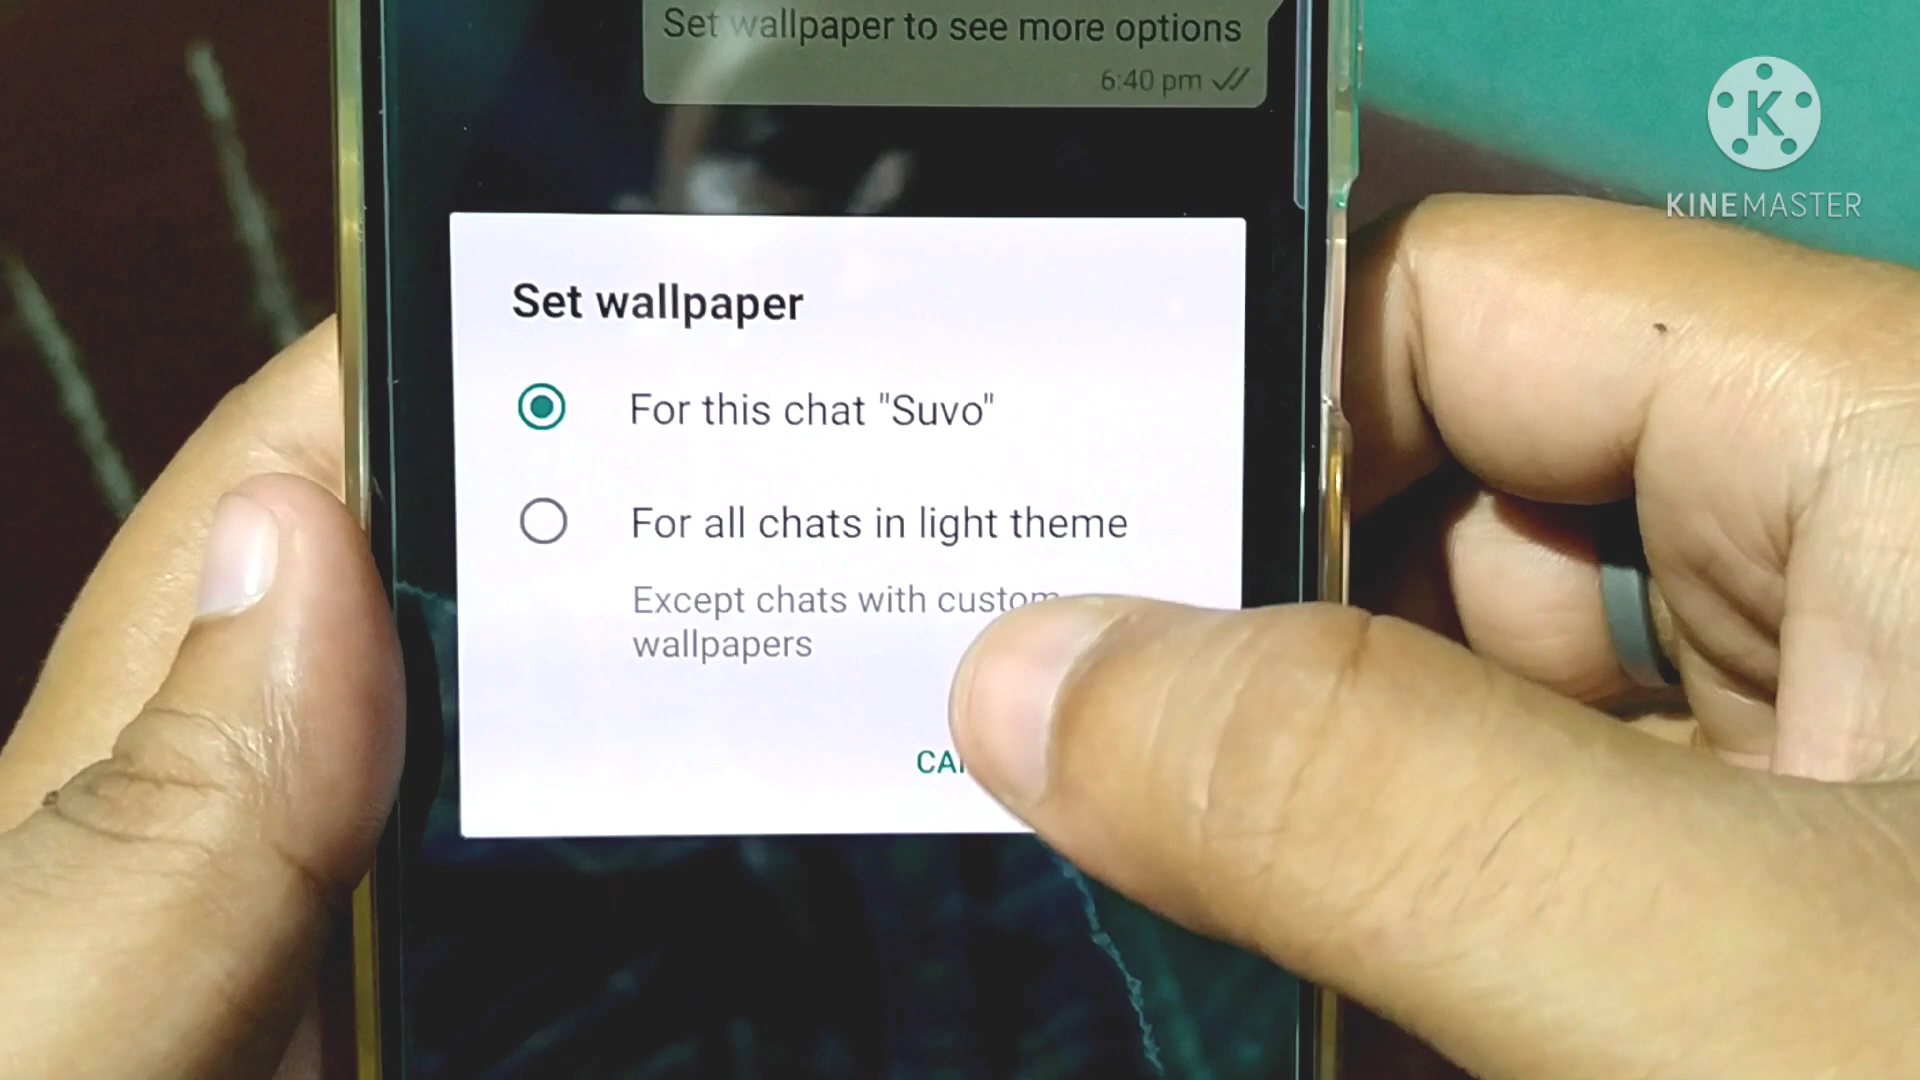 Set wallpaper to see more options
6:40 pm
K
KINEMASTER
Set wallpaper
For this chat "Suvo"
For all chats in light theme
Except chats with custom
wallpapers